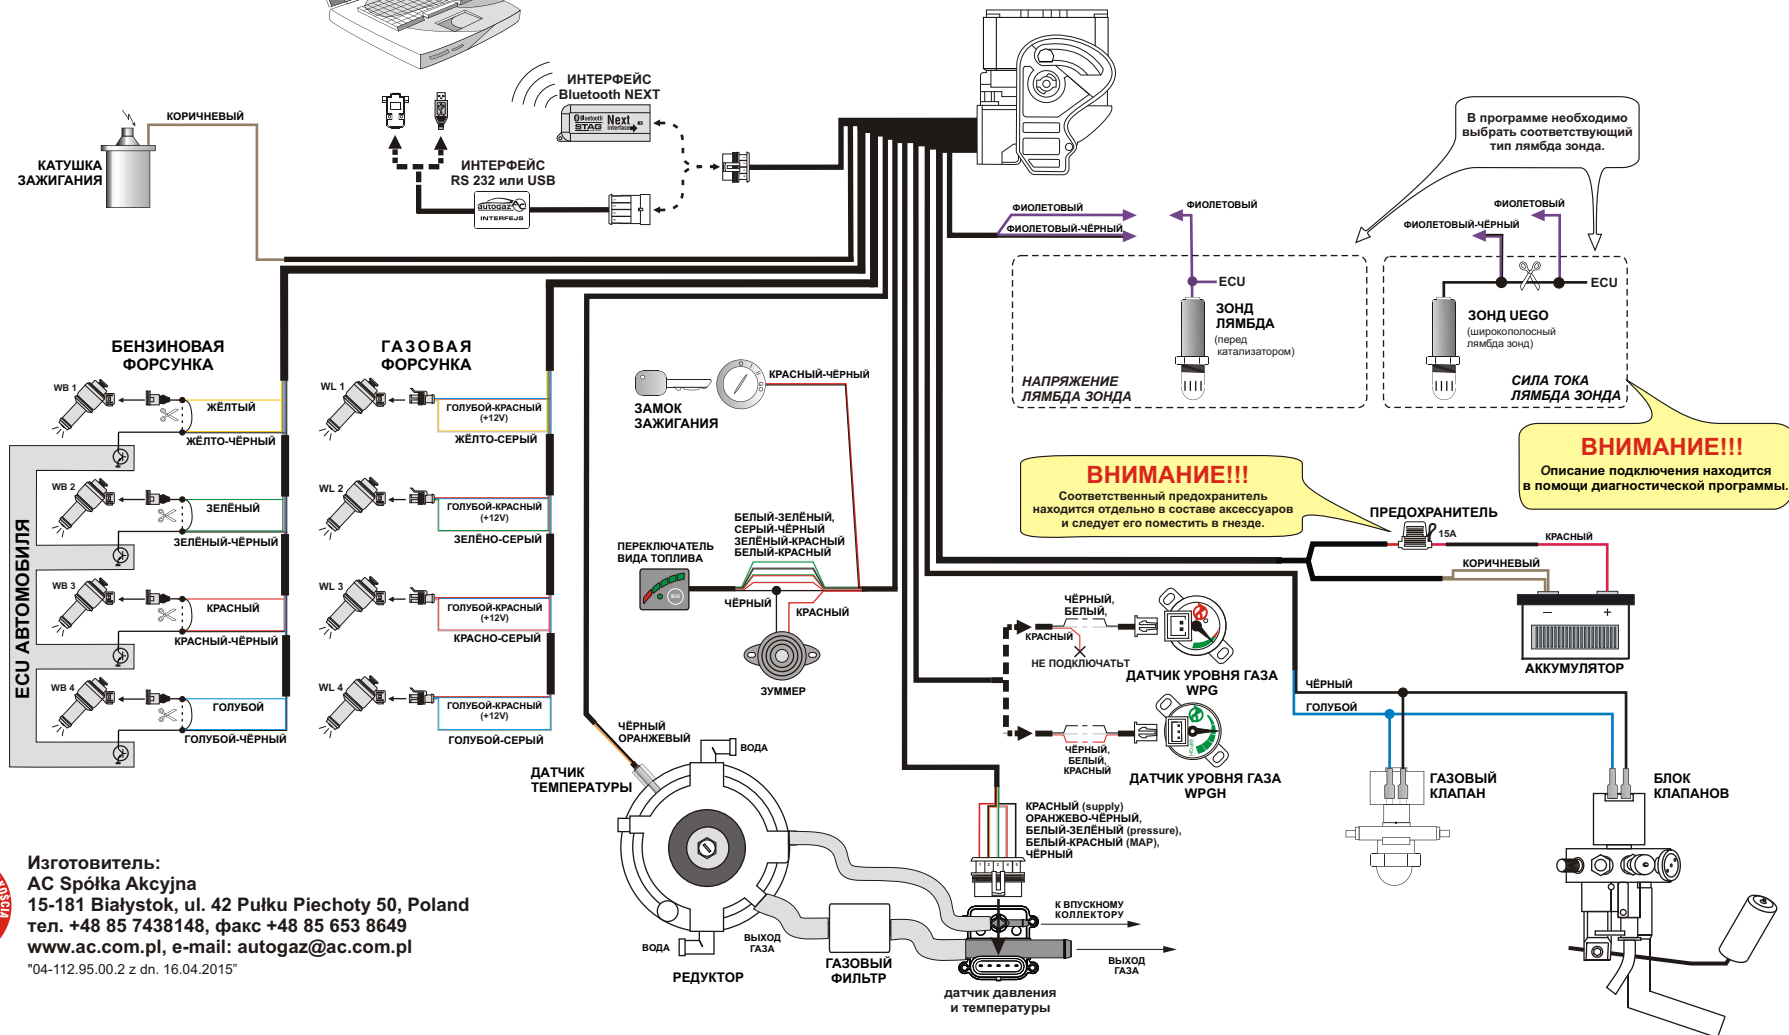 ИНТЕРФЕЙС
Bluetooth NEXT
Bluetooth
STAG
Next
interface
КОРИЧНЕВЫЙ
КАТУШКА
ЗАЖИГАНИЯ
ИНТЕРФЕЙС
RS 232 или USB
autogaz
INTERFEJS
В программе необходимо
выбрать соответствующий
тип лямбда зонда.
ФИОЛЕТОВЫЙ
ФИОЛЕТОВЫЙ-ЧЁРНЫЙ
ФИОЛЕТОВЫЙ
ECU
ЗОНД
ЛЯМБДА
(перед
катализатором)
НАПРЯЖЕНИЕ
ЛЯМБДА ЗОНДА
ФИОЛЕТОВЫЙ
ФИОЛЕТОВЫЙ-ЧЁРНЫЙ
ECU
ЗОНД UEGO
(широкополосный
лямбда зонд)
СИЛА ТОКА
ЛЯМБДА ЗОНДА
БЕНЗИНОВАЯ
ФОРСУНКА
WB 1
ЖЁЛТЫЙ
ЖЁЛТО-ЧЁРНЫЙ
WB 2
ЗЕЛЁНЫЙ
ЗЕЛЁНЫЙ-ЧЁРНЫЙ
WB 3
КРАСНЫЙ
КРАСНЫЙ-ЧЁРНЫЙ
WB 4
ГОЛУБОЙ
ГОЛУБОЙ-ЧЁРНЫЙ
ECU АВТОМОБИЛЯ
ГАЗОВАЯ
ФОРСУНКА
WL 1
ГОЛУБОЙ-КРАСНЫЙ
(+12V)
ЖЁЛТО-СЕРЫЙ
WL 2
ГОЛУБОЙ-КРАСНЫЙ
(+12V)
ЗЕЛЁНО-СЕРЫЙ
WL 3
ГОЛУБОЙ-КРАСНЫЙ
(+12V)
КРАСНО-СЕРЫЙ
WL 4
ГОЛУБОЙ-КРАСНЫЙ
(+12V)
ГОЛУБОЙ-СЕРЫЙ
КРАСНЫЙ-ЧЁРНЫЙ
ЗАМОК
ЗАЖИГАНИЯ
БЕЛЫЙ-ЗЕЛЁНЫЙ,
СЕРЫЙ-ЧЁРНЫЙ
ЗЕЛЁНЫЙ-КРАСНЫЙ
БЕЛЫЙ-КРАСНЫЙ
ПЕРЕКЛЮЧАТЕЛЬ
ВИДА ТОПЛИВА
ЧЁРНЫЙ
КРАСНЫЙ
ЗУММЕР
ВНИМАНИЕ!!!
Соответственный предохранитель
находится отдельно в составе аксессуаров
и следует его поместить в гнезде.
ВНИМАНИЕ!!!
Описание подключения находится
в помощи диагностической программы.
ПРЕДОХРАНИТЕЛЬ
15A
КРАСНЫЙ
КОРИЧНЕВЫЙ
– +
АККУМУЛЯТОР
ЧЁРНЫЙ,
БЕЛЫЙ,
КРАСНЫЙ
НЕ ПОДКЛЮЧАТЬТ
ДАТЧИК УРОВНЯ ГАЗА
WPG
ЧЁРНЫЙ,
БЕЛЫЙ,
КРАСНЫЙ
ДАТЧИК УРОВНЯ ГАЗА
WPGH
ЧЁРНЫЙ
ГОЛУБОЙ
ГАЗОВЫЙ
КЛАПАН
БЛОК
КЛАПАНОВ
ЧЁРНЫЙ
ОРАНЖЕВЫЙ
ДАТЧИК
ТЕМПЕРАТУРЫ
ВОДА
ВОДА
РЕДУКТОР
ВЫХОД
ГАЗА
ГАЗОВЫЙ
ФИЛЬТР
КРАСНЫЙ (supply)
ОРАНЖЕВО-ЧЁРНЫЙ,
БЕЛЫЙ-ЗЕЛЁНЫЙ (pressure),
БЕЛЫЙ-КРАСНЫЙ (MAP),
ЧЁРНЫЙ
К ВПУСКНОМУ
КОЛЛЕКТОРУ
ВЫХОД
ГАЗА
датчик давления
и температуры
Изготовитель:
AC Spółka Akcyjna
15-181 Białystok, ul. 42 Pułku Piechoty 50, Poland
тел. +48 85 7438148, факс +48 85 653 8649
www.ac.com.pl, e-mail: autogaz@ac.com.pl
"04-112.95.00.2 z dn. 16.04.2015"